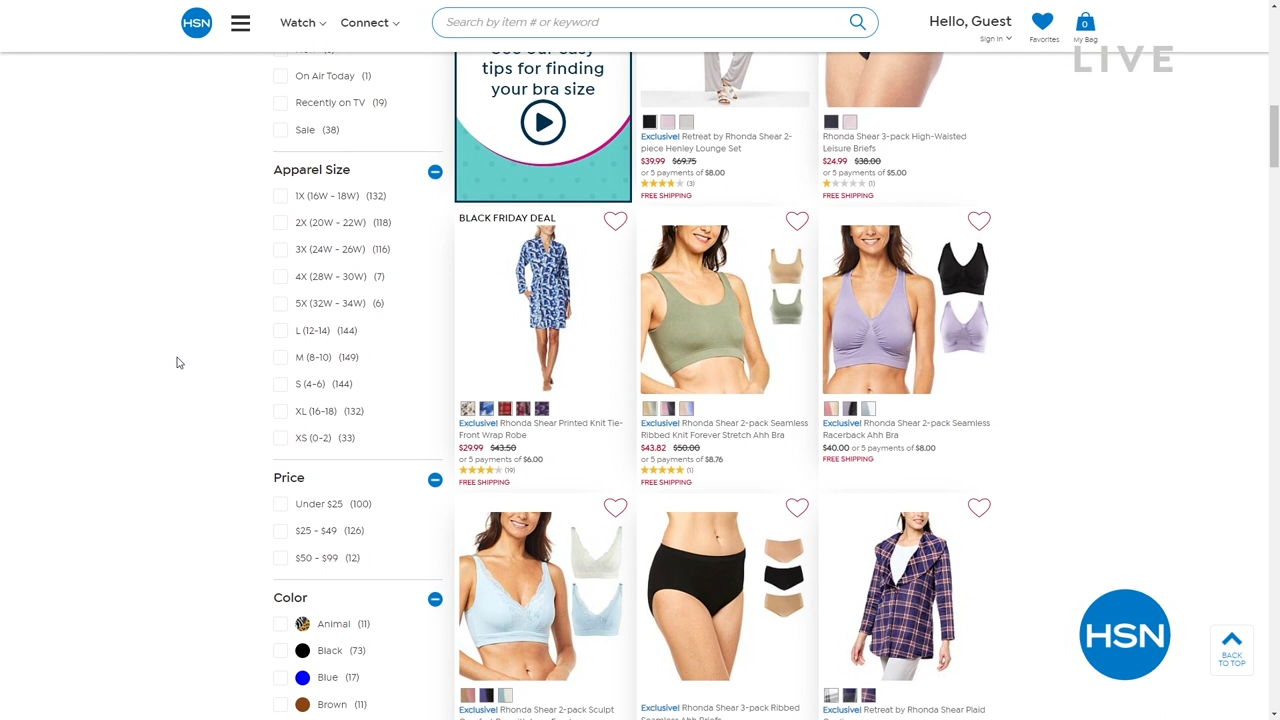 HSN
Watch
Connect
Search by item # or keyword
Hello, Guest
Sign In
Favorites
0
My Bag
LIVE
On Air Today (1)
Recently on TV (19)
Sale (38)
Apparel Size
1X (16W - 18W) (132)
2X (20W - 22W) (118)
3X (24W - 26W) (116)
4X (28W - 30W) (7)
5X (32W - 34W) (6)
L (12-14) (144)
M (8-10) (149)
S (4-6) (144)
XL (16-18) (132)
XS (0-2) (33)
Price
Under $25 (100)
$25 - $49 (126)
$50 - $99 (12)
Color
Animal (11)
Black (73)
Blue (17)
Brown (11)
See our easy
tips for finding
your bra size
Exclusive! Retreat by Rhonda Shear 2-
piece Henley Lounge Set
$39.99 $69.75
or 5 payments of $8.00
(3)
FREE SHIPPING
Rhonda Shear 3-pack High-Waisted
Leisure Briefs
$24.99 $38.00
or 5 payments of $5.00
(1)
FREE SHIPPING
BLACK FRIDAY DEAL
Exclusive! Rhonda Shear Printed Knit Tie-
Front Wrap Robe
$29.99 $43.50
or 5 payments of $6.00
(19)
FREE SHIPPING
Exclusive! Rhonda Shear 2-pack Seamless
Ribbed Knit Forever Stretch Ahh Bra
$43.82 $50.00
or 5 payments of $8.76
(1)
FREE SHIPPING
Exclusive! Rhonda Shear 2-pack Seamless
Racerback Ahh Bra
$40.00 or 5 payments of $8.00
FREE SHIPPING
Exclusive! Rhonda Shear 2-pack Sculpt
Exclusive! Rhonda Shear 3-pack Ribbed
Seamless Ahh Briefs
Exclusive! Retreat by Rhonda Shear Plaid
HSN
BACK
TO TOP